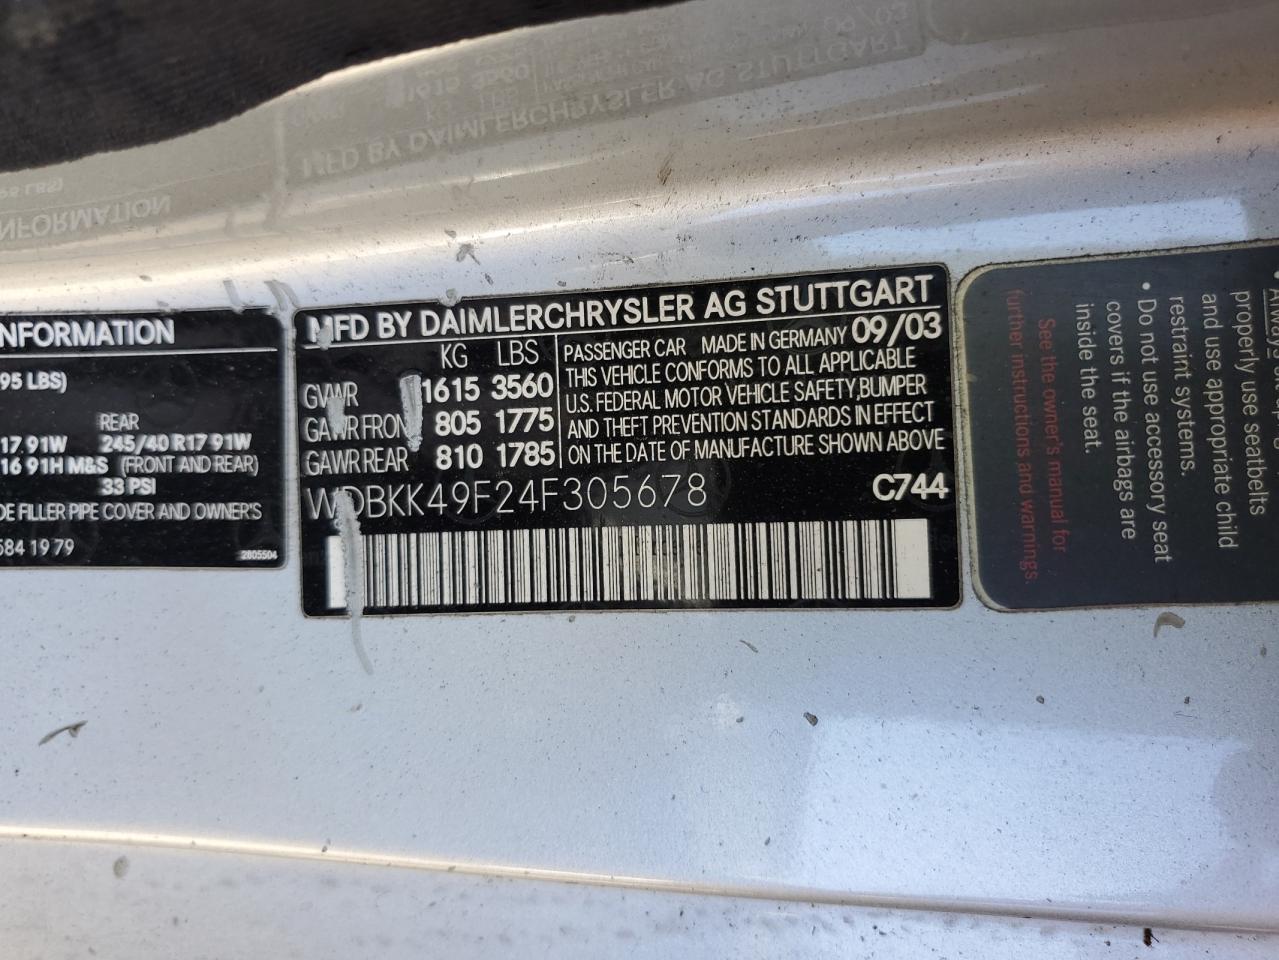 NFORMATION
95 LBS)
REAR
17 91W 245/40 R17 91W
16 91H M&S (FRONT AND REAR)
33 PSI
DE FILLER PIPE COVER AND OWNER'S
584 1979
2805504
MFD BY DAIMLERCHRYSLER AG STUTTGART
KG LBS
GVWR 1615 3560
GAWR FRONT 805 1775
GAWR REAR 810 1785
PASSENGER CAR MADE IN GERMANY 09/03
THIS VEHICLE CONFORMS TO ALL APPLICABLE
U.S. FEDERAL MOTOR VEHICLE SAFETY, BUMPER
AND THEFT PREVENTION STANDARDS IN EFFECT
ON THE DATE OF MANUFACTURE SHOWN ABOVE
WDBKK49F24F305678 C744
properly use seatbelts
and use appropriate child
restraint systems.
• Do not use accessory seat
covers if the airbags are
inside the seat.
See the owner's manual for
further instructions and warnings.